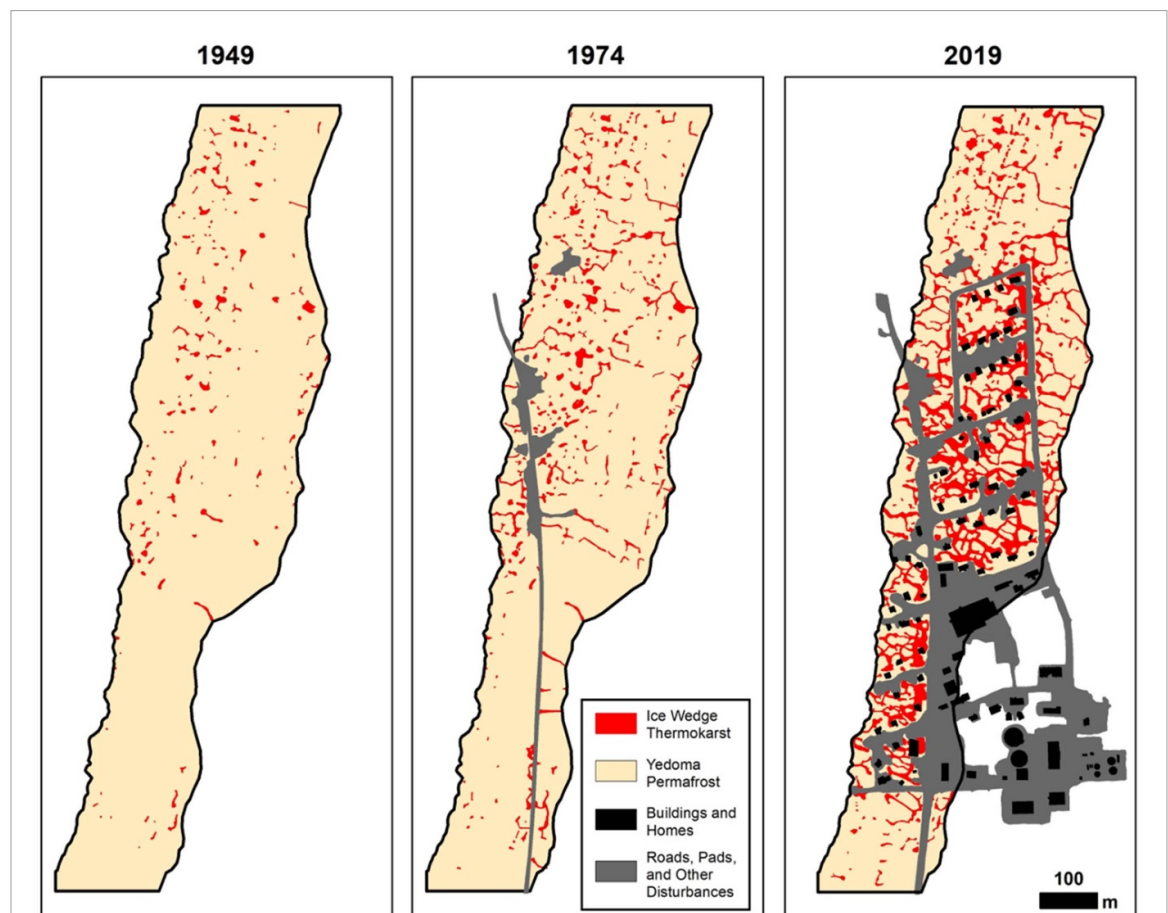 1949
1974
2019
Ice Wedge
Thermokarst
Yedoma
Permafrost
Buildings and
Homes
Roads, Pads,
and Other
Disturbances
100
m